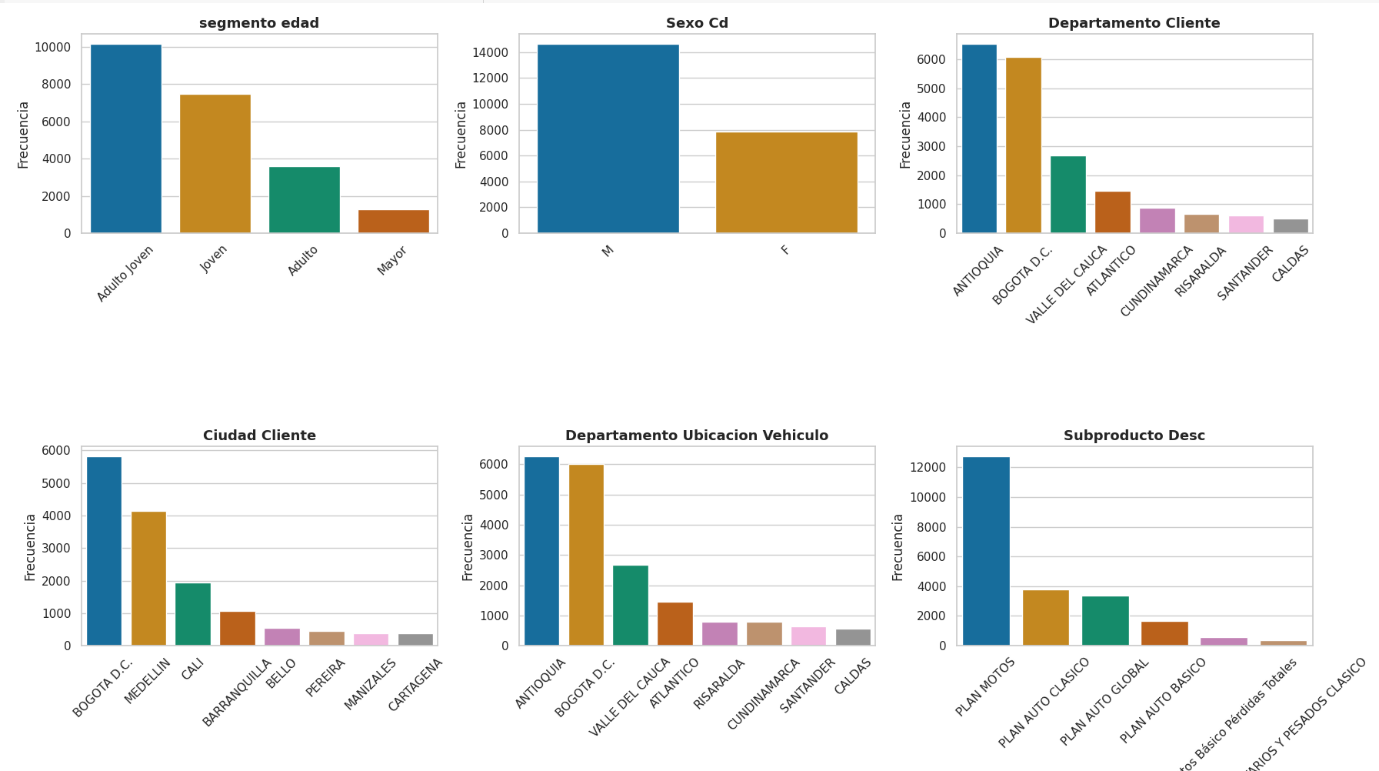 segmento edad
Frecuencia
10000
8000
6000
4000
2000
0
Adulto Joven
Joven
Adulto
Mayor
Sexo Cd
Frecuencia
14000
12000
10000
8000
6000
4000
2000
0
M
F
Departamento Cliente
Frecuencia
6000
5000
4000
3000
2000
1000
0
ANTIOQUIA
BOGOTA D.C.
VALLE DEL CAUCA
ATLANTICO
CUNDINAMARCA
RISARALDA
SANTANDER
CALDAS
Ciudad Cliente
Frecuencia
6000
5000
4000
3000
2000
1000
0
BOGOTA D.C.
MEDELLIN
CALI
BARRANQUILLA
BELLO
PEREIRA
MANIZALES
CARTAGENA
Departamento Ubicacion Vehiculo
Frecuencia
6000
5000
4000
3000
2000
1000
0
ANTIOQUIA
BOGOTA D.C.
VALLE DEL CAUCA
ATLANTICO
RISARALDA
CUNDINAMARCA
SANTANDER
CALDAS
Subproducto Desc
Frecuencia
12000
10000
8000
6000
4000
2000
0
PLAN MOTOS
PLAN AUTO CLASICO
PLAN AUTO GLOBAL
PLAN AUTO BASICO
Básico Pérdidas Totales
Y PESADOS CLASICO